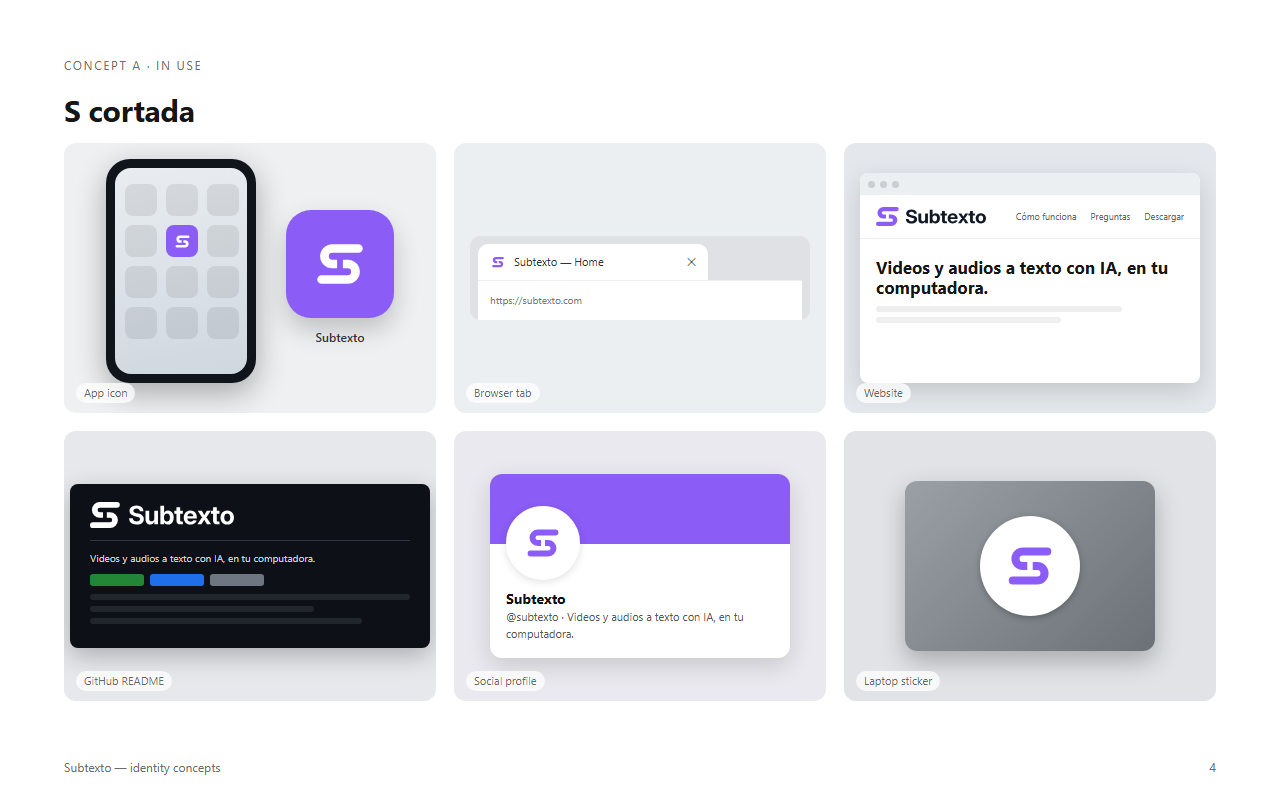 CONCEPT A · IN USE
S cortada
Subtexto
App icon
Subtexto — Home
https://subtexto.com
Browser tab
Subtexto
Cómo funciona
Preguntas
Descargar
Videos y audios a texto con IA, en tu
computadora.
Website
Subtexto
Videos y audios a texto con IA, en tu computadora.
GitHub README
Subtexto
@subtexto · Videos y audios a texto con IA, en tu
computadora.
Social profile
Laptop sticker
Subtexto — identity concepts
4